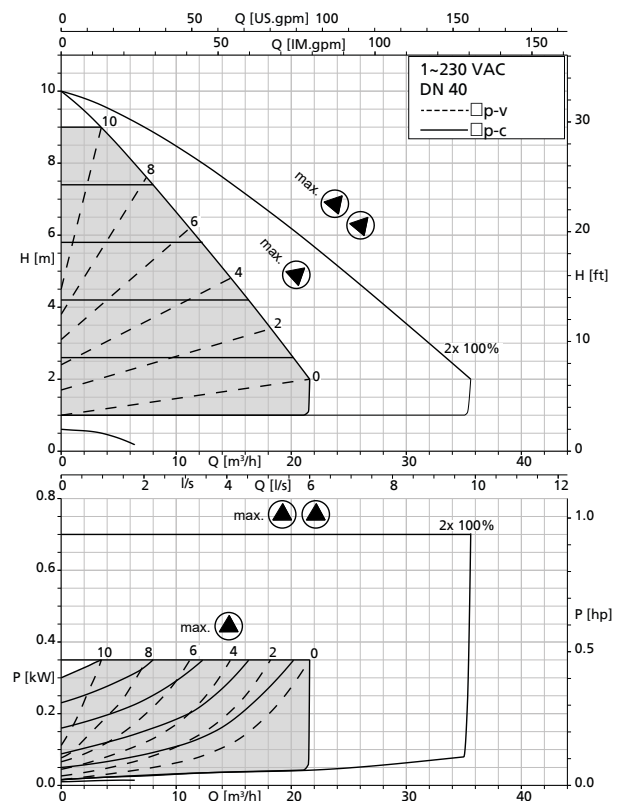 Q [US.gpm]
0 50 100 150
Q [IM.gpm]
0 50 100 150
1~230 VAC
DN 40
□p-v
□p-c
10
8
6
4
2
0
H [m]
30
20
10
0
H [ft]
10
8
6
4
2
0
max.
max.
2x 100%
0 10 20 30 40
Q [m³/h]
0 2 4 6 8 10 12
l/s
Q [l/s]
0.8
0.6
0.4
0.2
0.0
P [kW]
1.0
0.5
0.0
P [hp]
max.
2x 100%
max.
10 8 6 4 2 0
0 10 20 30 40
Q [m³/h]